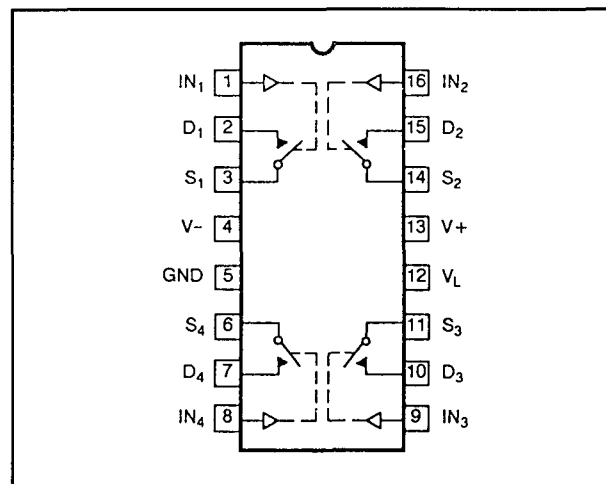 IN₁ 1 16 IN₂
D₁ 2 15 D₂
S₁ 3 14 S₂
V- 4 13 V+
GND 5 12 V_L
S₄ 6 11 S₃
D₄ 7 10 D₃
IN₄ 8 9 IN₃